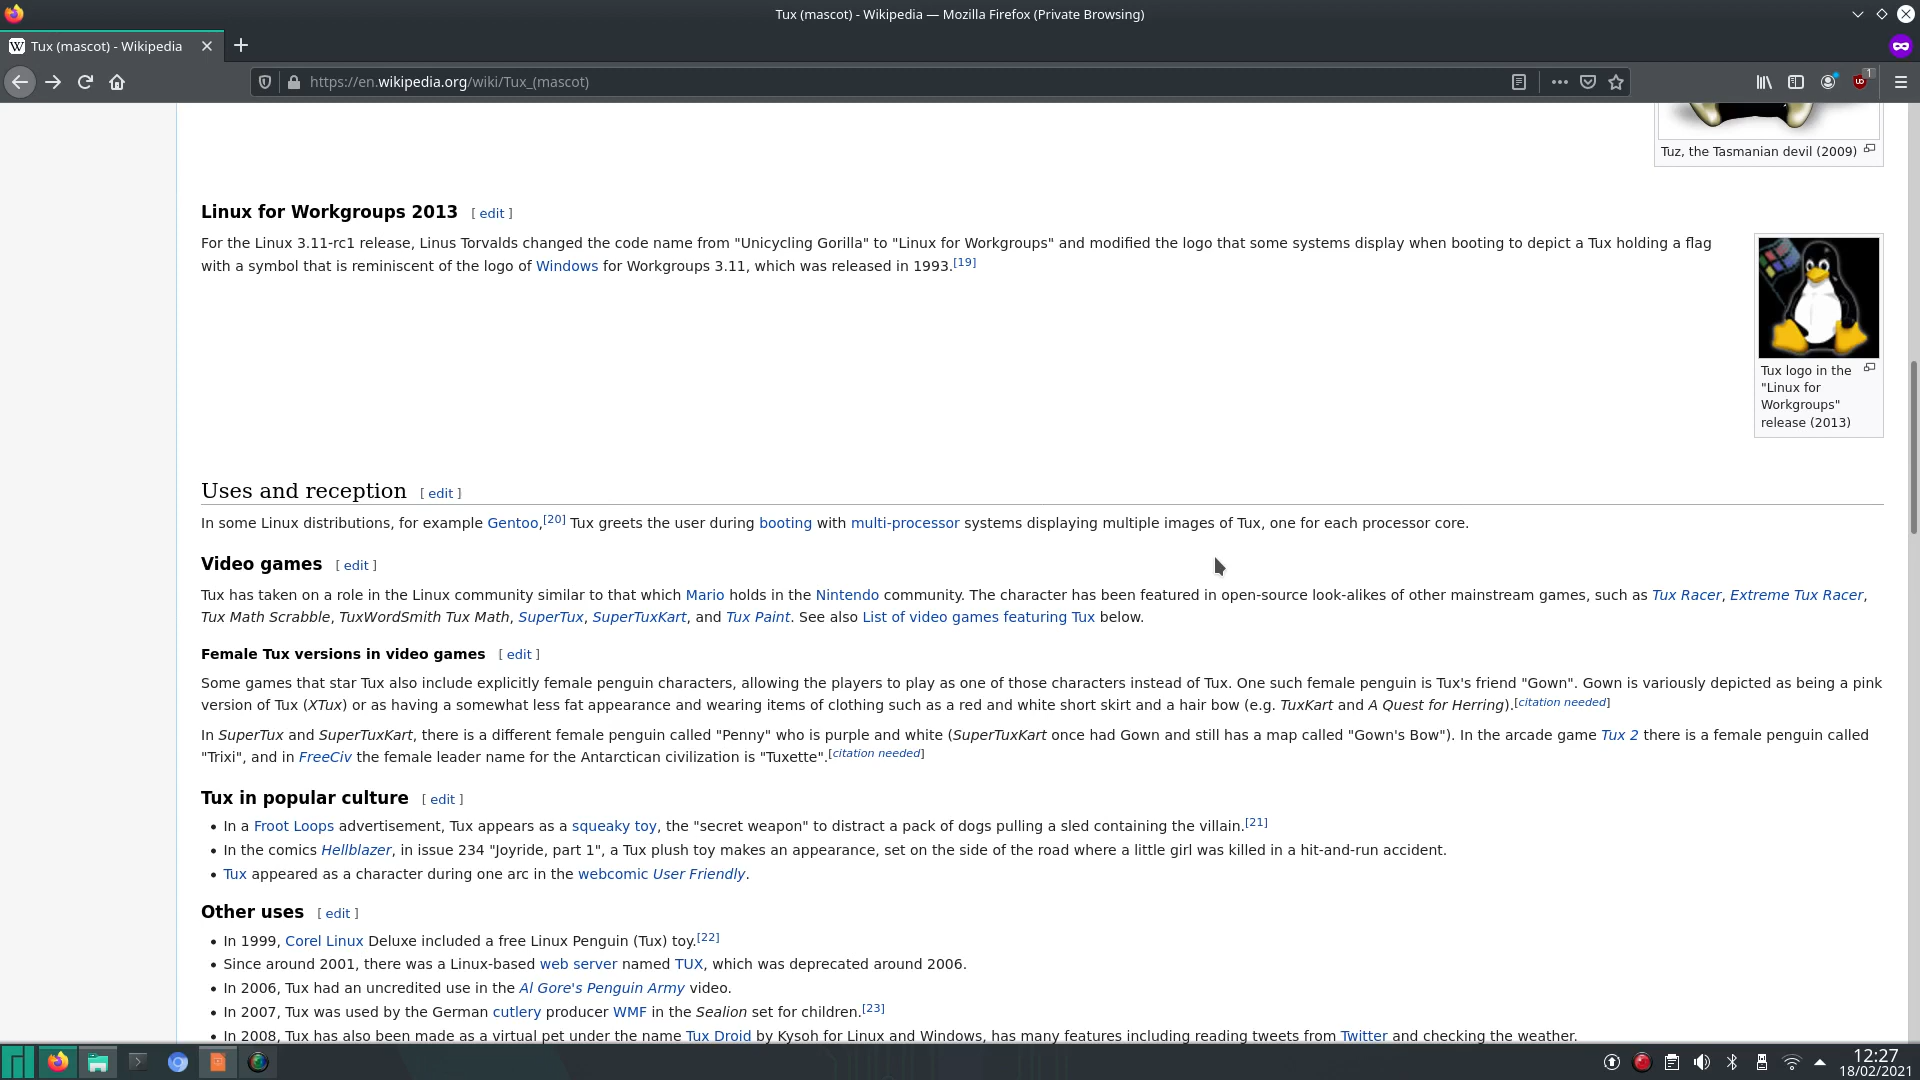 Tux (mascot) - Wikipedia — Mozilla Firefox (Private Browsing)
Tux (mascot) - Wikipedia
https://en.wikipedia.org/wiki/Tux_(mascot)
1
Tuz, the Tasmanian devil (2009)
Linux for Workgroups 2013 [ edit ]
For the Linux 3.11-rc1 release, Linus Torvalds changed the code name from "Unicycling Gorilla" to "Linux for Workgroups" and modified the logo that some systems display when booting to depict a Tux holding a flag
with a symbol that is reminiscent of the logo of Windows for Workgroups 3.11, which was released in 1993.[19]
Tux logo in the
"Linux for
Workgroups"
release (2013)
Uses and reception [ edit ]
In some Linux distributions, for example Gentoo,[20] Tux greets the user during booting with multi-processor systems displaying multiple images of Tux, one for each processor core.
Video games [ edit ]
Tux has taken on a role in the Linux community similar to that which Mario holds in the Nintendo community. The character has been featured in open-source look-alikes of other mainstream games, such as Tux Racer, Extreme Tux Racer,
Tux Math Scrabble, TuxWordSmith Tux Math, SuperTux, SuperTuxKart, and Tux Paint. See also List of video games featuring Tux below.
Female Tux versions in video games [ edit ]
Some games that star Tux also include explicitly female penguin characters, allowing the players to play as one of those characters instead of Tux. One such female penguin is Tux's friend "Gown". Gown is variously depicted as being a pink
version of Tux (XTux) or as having a somewhat less fat appearance and wearing items of clothing such as a red and white short skirt and a hair bow (e.g. TuxKart and A Quest for Herring).[citation needed]
In SuperTux and SuperTuxKart, there is a different female penguin called "Penny" who is purple and white (SuperTuxKart once had Gown and still has a map called "Gown's Bow"). In the arcade game Tux 2 there is a female penguin called
"Trixi", and in FreeCiv the female leader name for the Antarctican civilization is "Tuxette".[citation needed]
Tux in popular culture [ edit ]
• In a Froot Loops advertisement, Tux appears as a squeaky toy, the "secret weapon" to distract a pack of dogs pulling a sled containing the villain.[21]
• In the comics Hellblazer, in issue 234 "Joyride, part 1", a Tux plush toy makes an appearance, set on the side of the road where a little girl was killed in a hit-and-run accident.
• Tux appeared as a character during one arc in the webcomic User Friendly.
Other uses [ edit ]
• In 1999, Corel Linux Deluxe included a free Linux Penguin (Tux) toy.[22]
• Since around 2001, there was a Linux-based web server named TUX, which was deprecated around 2006.
• In 2006, Tux had an uncredited use in the Al Gore's Penguin Army video.
• In 2007, Tux was used by the German cutlery producer WMF in the Sealion set for children.[23]
• In 2008, Tux has also been made as a virtual pet under the name Tux Droid by Kysoh for Linux and Windows, has many features including reading tweets from Twitter and checking the weather.
12:27
18/02/2021